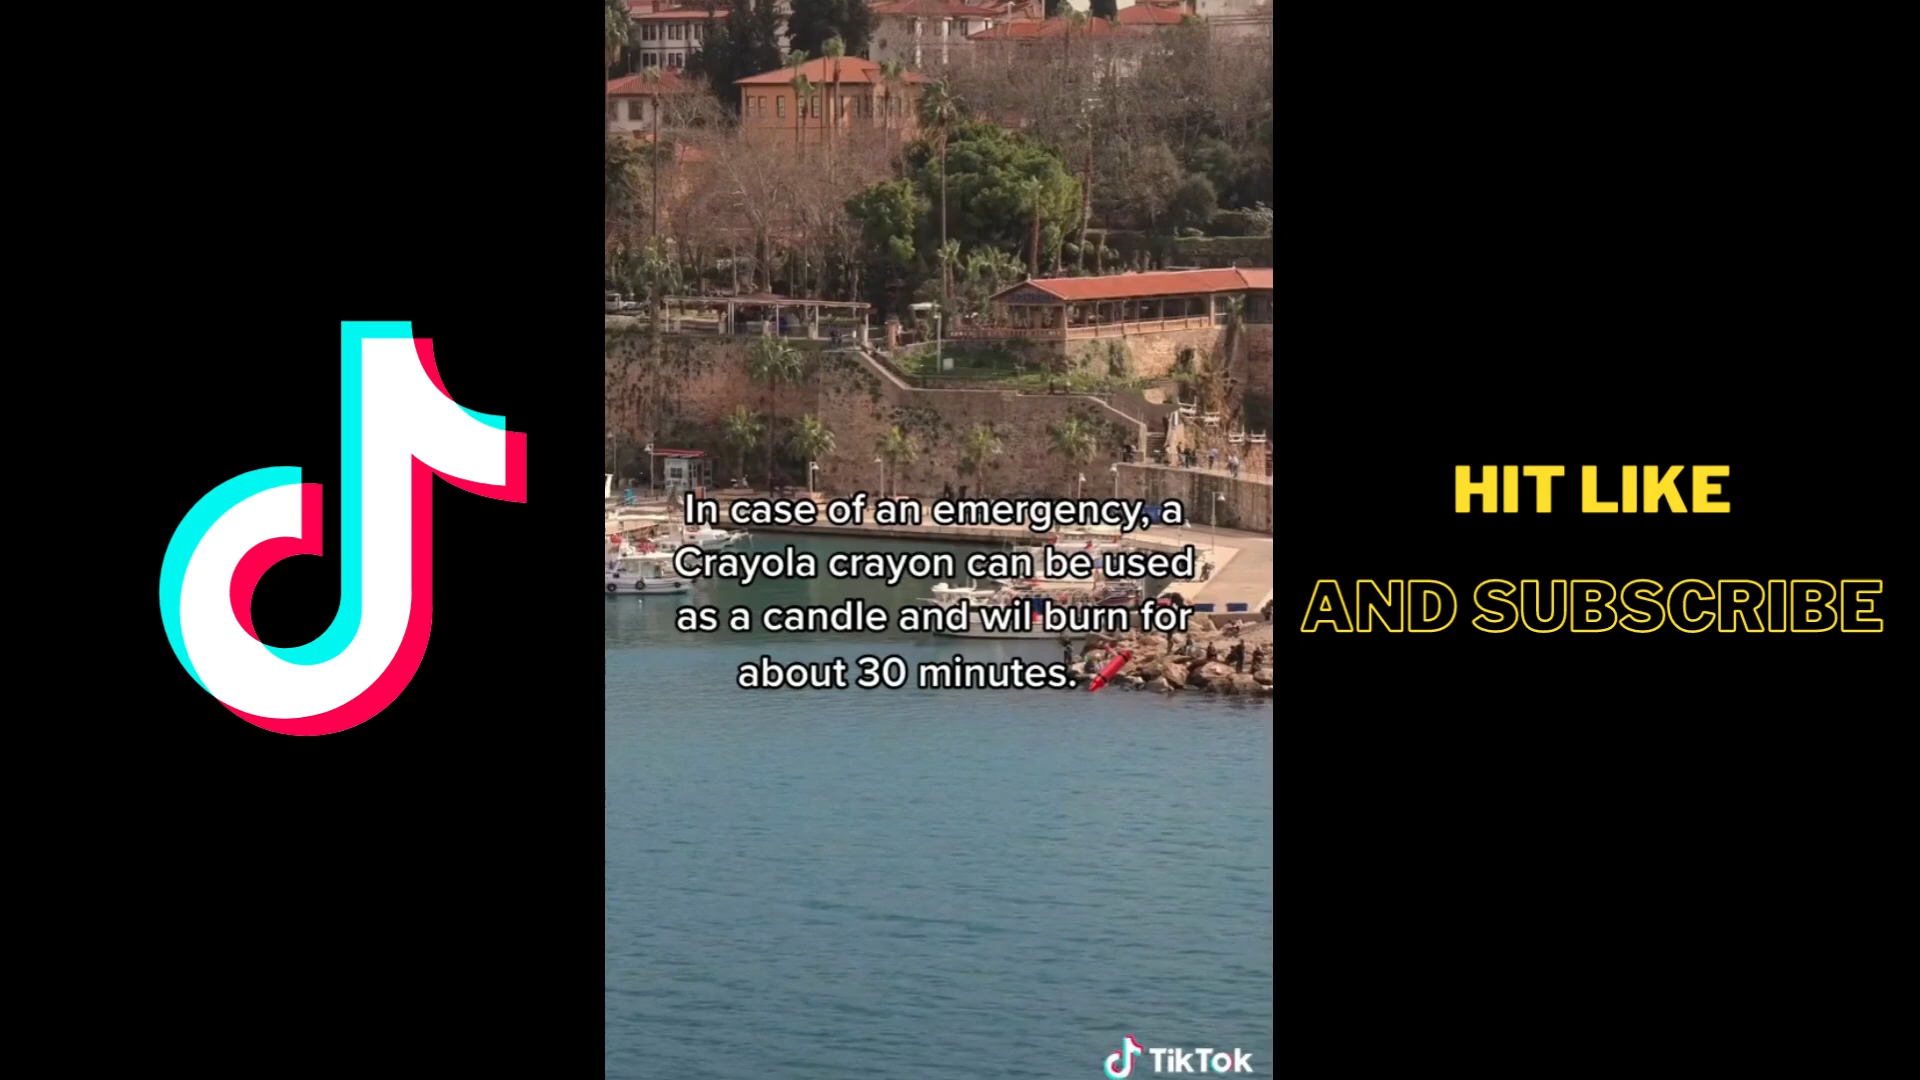 In case of an emergency, a
Crayola crayon can be used
as a candle and wil burn for
about 30 minutes.
HIT LIKE
AND SUBSCRIBE
TikTok